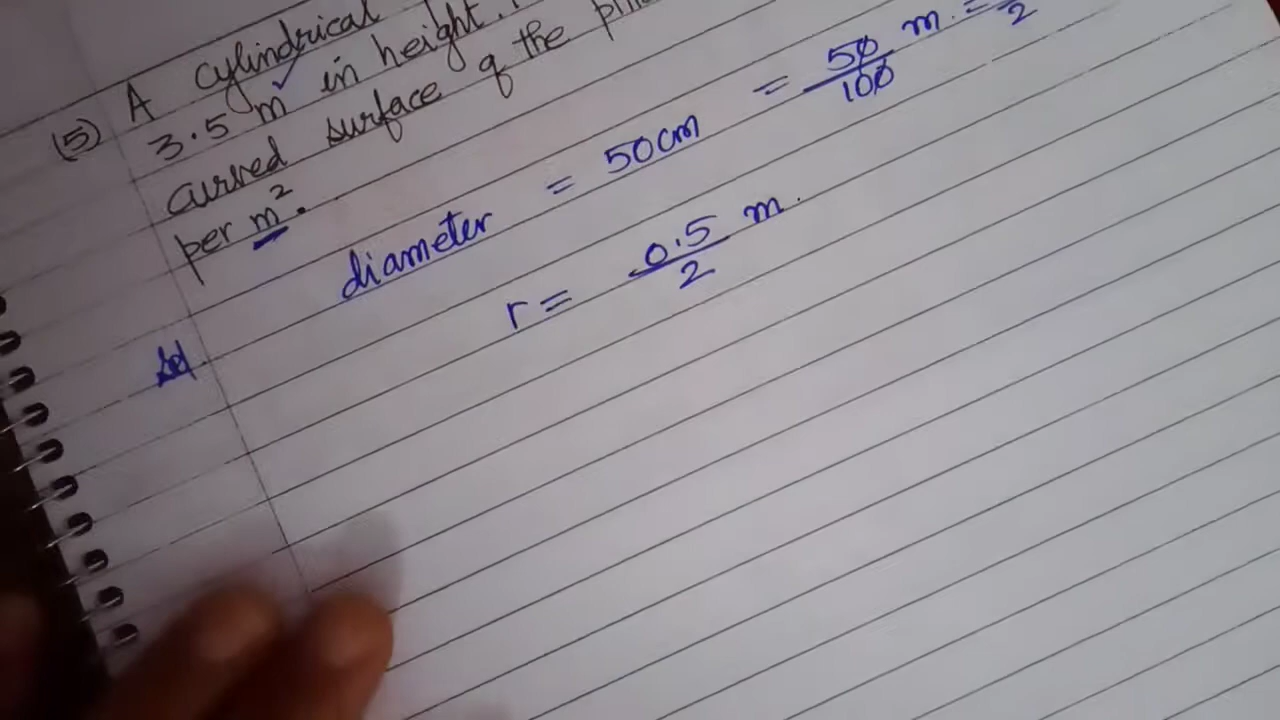 (5) A cylindrical
3.5 m in height.
curved surface of the
per m².
diameter = 50cm = 50/100 m. =
2
r = 0.5/2 m.
Sol